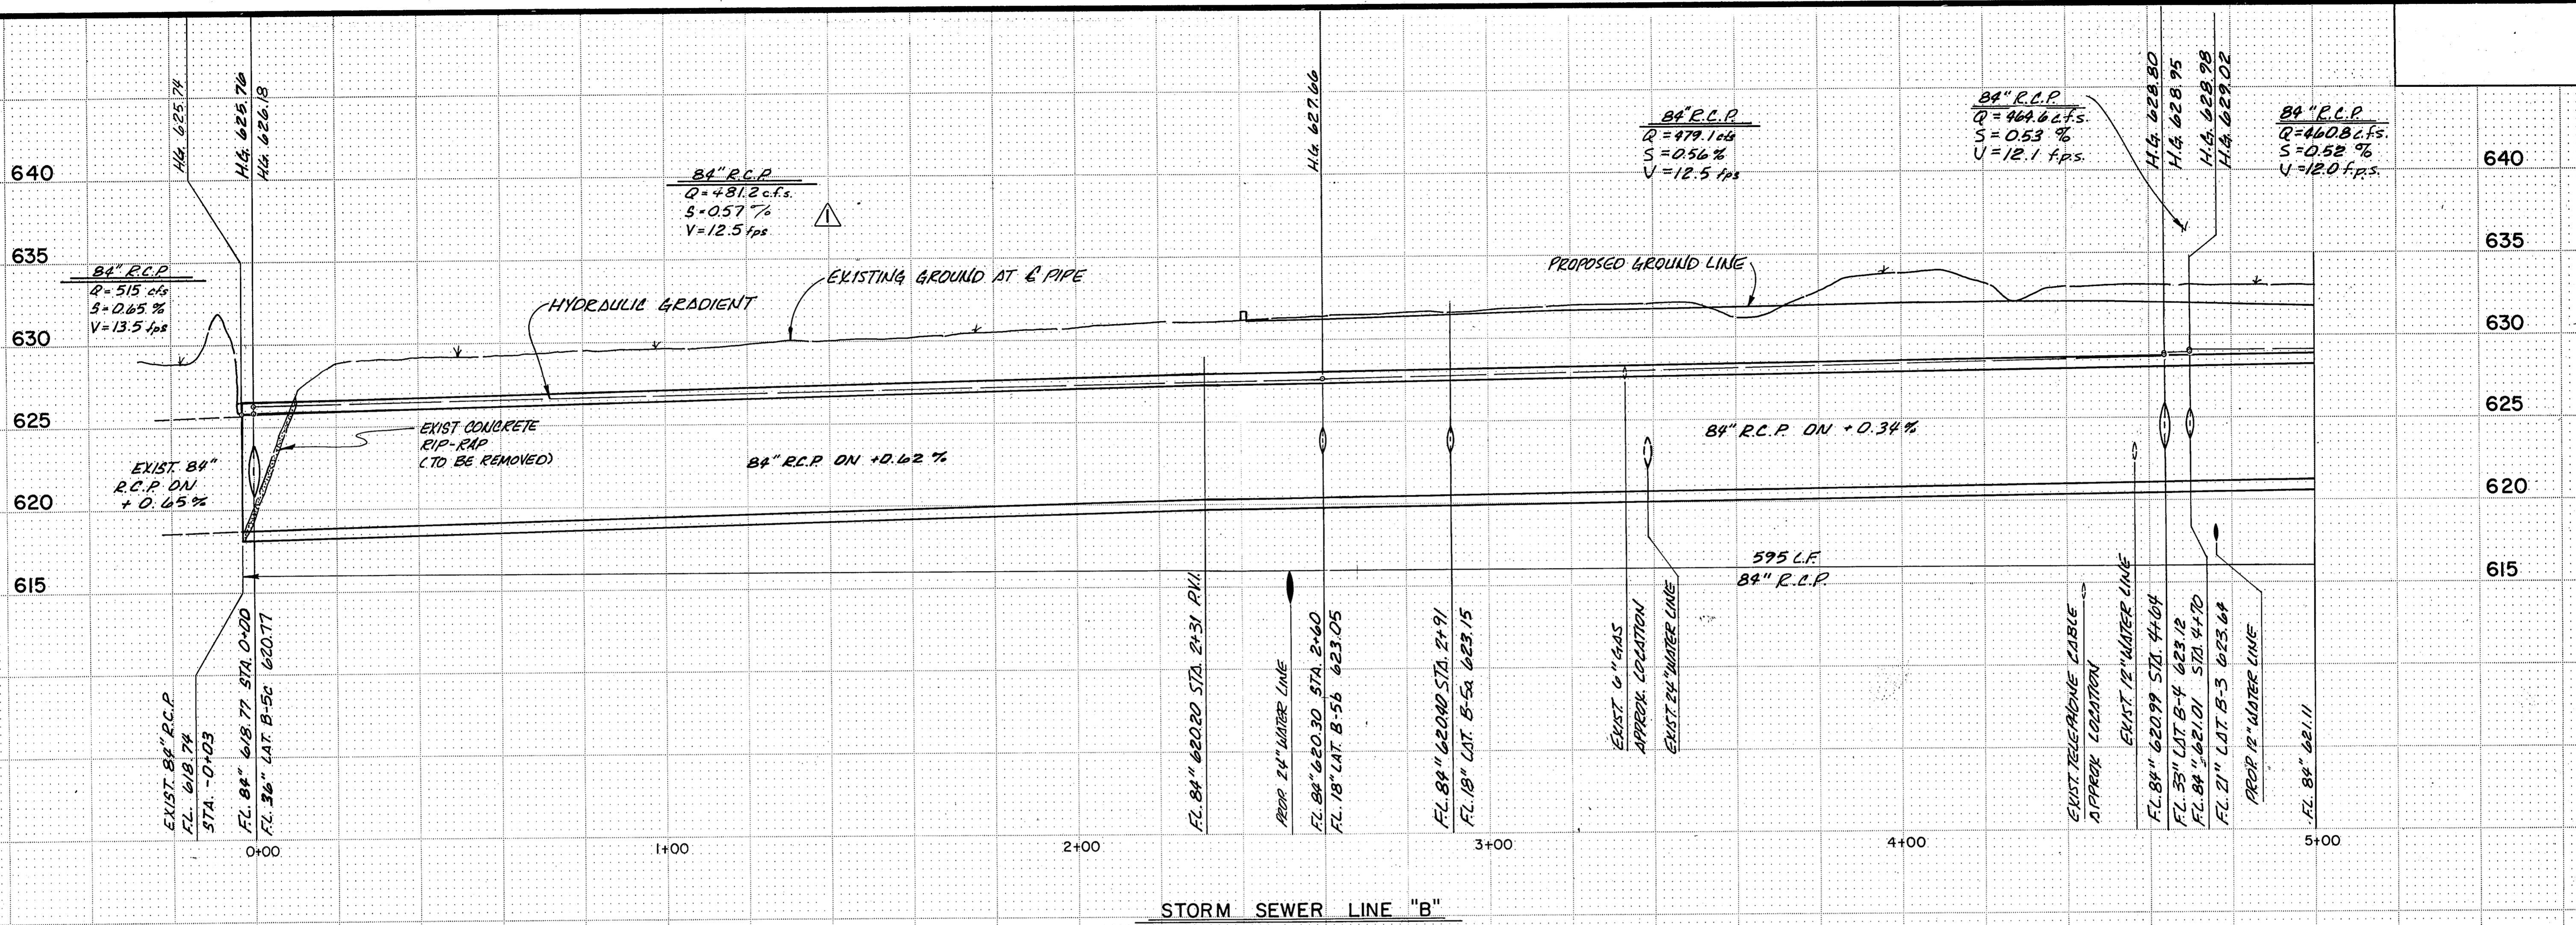 H.G. 625.74
H.G. 625.76
H.G. 626.18
H.G. 627.66
H.G. 628.80
H.G. 628.95
H.G. 628.98
H.G. 629.02
84" R.C.P.
Q = 515 cfs
S = 0.65 %
V = 13.5 fps
84" R.C.P.
Q = 481.2 c.f.s.
S = 0.57 %
V = 12.5 fps
1
84" R.C.P.
Q = 479.1 cfs
S = 0.56 %
V = 12.5 fps
84" R.C.P.
Q = 464.6 c.f.s.
S = 0.53 %
V = 12.1 f.p.s.
84" R.C.P.
Q = 460.8 c.f.s.
S = 0.52 %
V = 12.0 f.p.s.
640
635
630
625
620
615
640
635
630
625
620
615
HYDRAULIC GRADIENT
EXISTING GROUND AT ℄ PIPE
PROPOSED GROUND LINE
EXIST CONCRETE
RIP-RAP
(TO BE REMOVED)
EXIST. 84"
R.C.P. ON
+ 0.65 %
84" R.C.P. ON +0.62 %
84" R.C.P. ON +0.34 %
595 L.F.
84" R.C.P.
EXIST. 84" R.C.P.
F.L. 618.74
STA. -0+03
F.L. 84" 618.77 STA. 0+00
F.L. 36" LAT. B-5c 620.77
F.L. 84" 620.20 STA. 2+31 P.V.I.
PROP. 24" WATER LINE
F.L. 84" 620.30 STA. 2+60
F.L. 18" LAT. B-5b 623.05
F.L. 84" 620.40 STA. 2+91
F.L. 18" LAT. B-5a 623.15
EXIST. 6" GAS
APPROX. LOCATION
EXIST. 24" WATER LINE
EXIST. TELEPHONE CABLE
APPROX LOCATION
EXIST. 12" WATER LINE
F.L. 84" 620.99 STA. 4+64
F.L. 33" LAT. B-4 623.12
F.L. 84" 621.01 STA. 4+70
F.L. 21" LAT. B-3 623.64
PROP. 12" WATER LINE
F.L. 84" 621.11
0+00
1+00
2+00
3+00
4+00
5+00
STORM SEWER LINE "B"